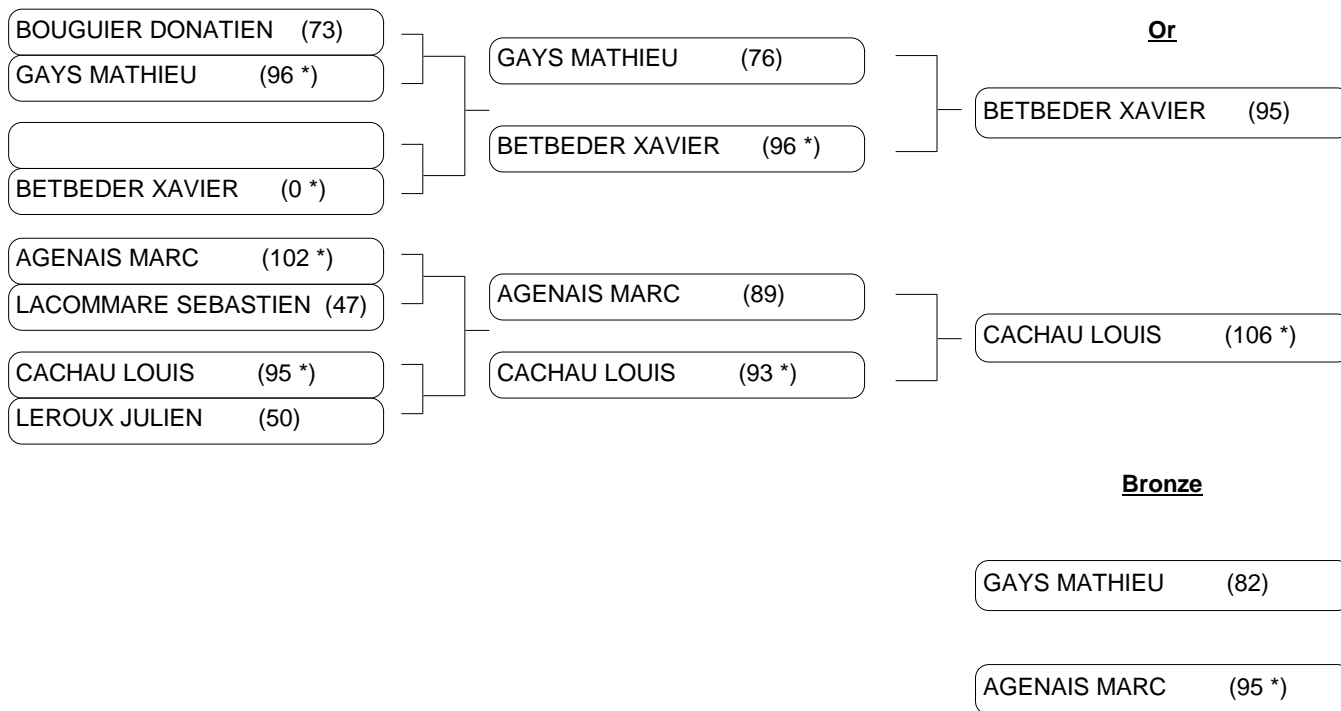 BOUGUIER DONATIEN (73)
GAYS MATHIEU (96 *)
BETBEDER XAVIER (0 *)
AGENAIS MARC (102 *)
LACOMMARE SEBASTIEN (47)
CACHAU LOUIS (95 *)
LEROUX JULIEN (50)
GAYS MATHIEU (76)
BETBEDER XAVIER (96 *)
AGENAIS MARC (89)
CACHAU LOUIS (93 *)
Or
BETBEDER XAVIER (95)
CACHAU LOUIS (106 *)
Bronze
GAYS MATHIEU (82)
AGENAIS MARC (95 *)